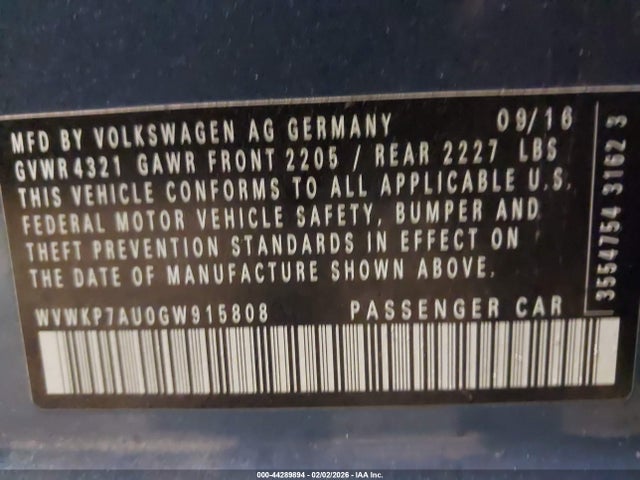 MFD BY VOLKSWAGEN AG GERMANY 09/16
GVWR 4321 GAWR FRONT 2205 / REAR 2227 LBS
THIS VEHICLE CONFORMS TO ALL APPLICABLE U.S.
FEDERAL MOTOR VEHICLE SAFETY, BUMPER AND
THEFT PREVENTION STANDARDS IN EFFECT ON
THE DATE OF MANUFACTURE SHOWN ABOVE.
WVWKP7AU0GW915808 PASSENGER CAR
3554754 3162 3
000-44289894 - 02/02/2026 - IAA Inc.